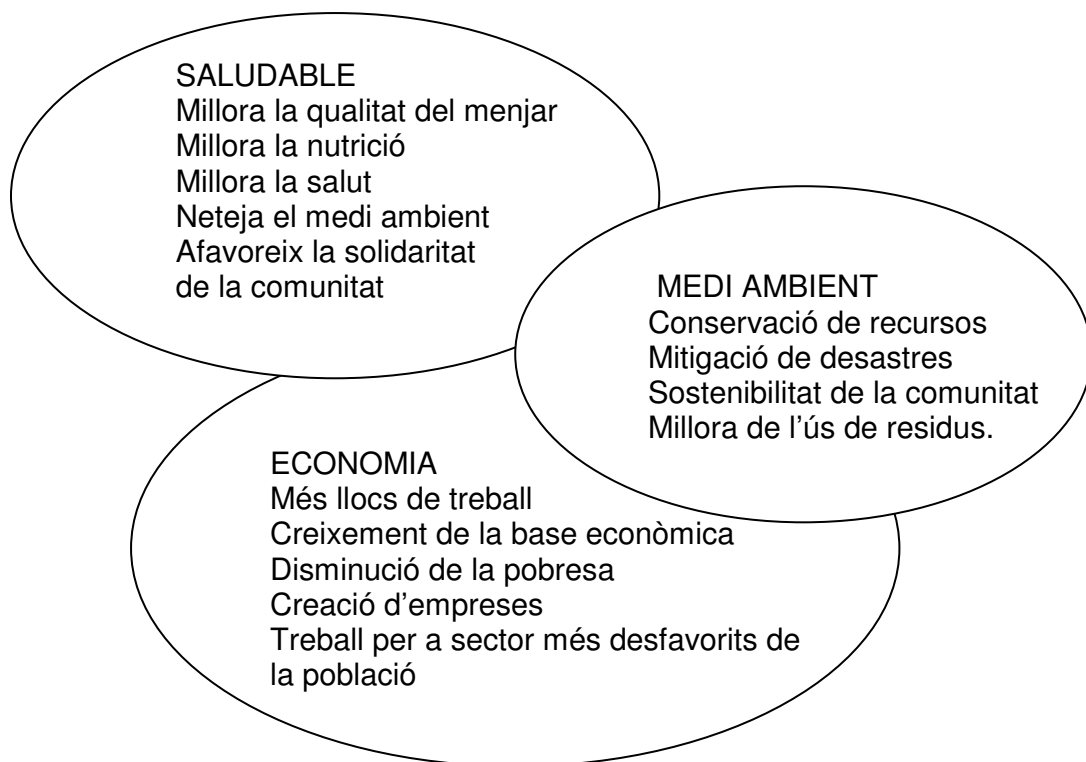 SALUDABLE
Millora la qualitat del menjar
Millora la nutrició
Millora la salut
Neteja el medi ambient
Afavoreix la solidaritat
de la comunitat
MEDI AMBIENT
Conservació de recursos
Mitigació de desastres
Sostenibilitat de la comunitat
Millora de l'ús de residus.
ECONOMIA
Més llocs de treball
Creixement de la base econòmica
Disminució de la pobresa
Creació d'empreses
Treball per a sector més desfavorits de
la població